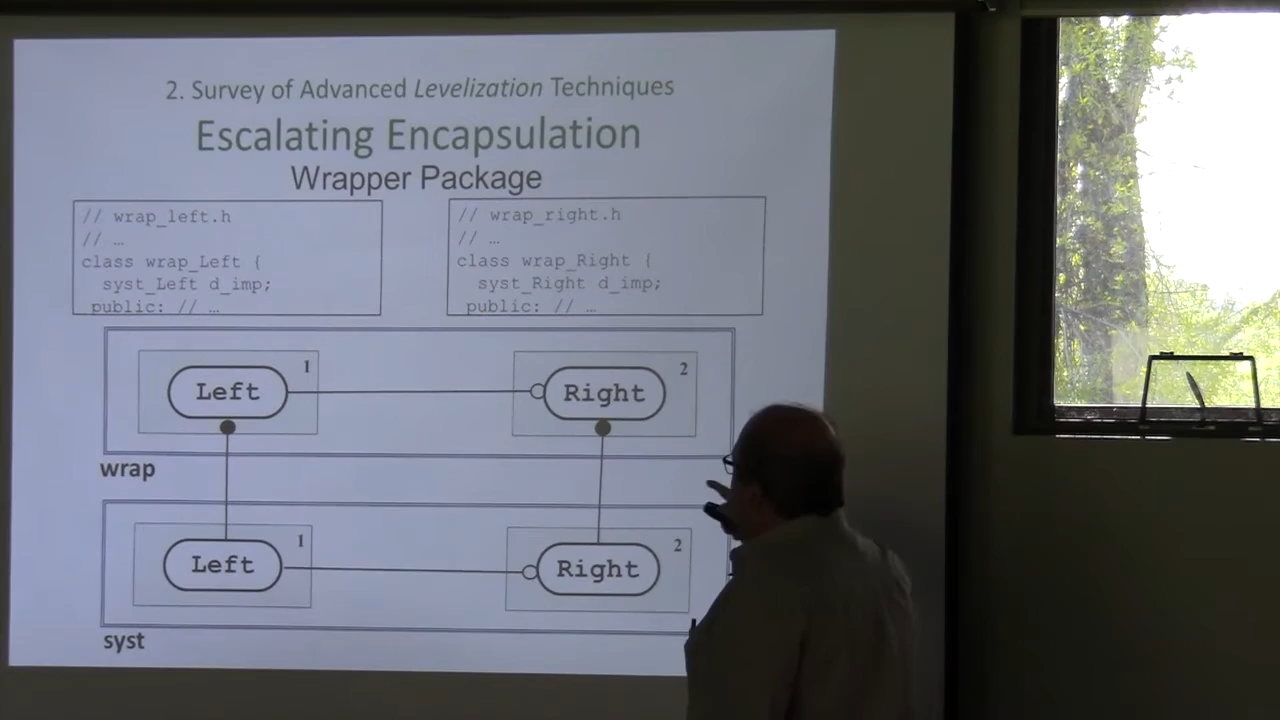 2. Survey of Advanced Levelization Techniques
Escalating Encapsulation
Wrapper Package
// wrap_left.h
// …
class wrap_Left {
syst_Left d_imp;
public: // …
// wrap_right.h
// …
class wrap_Right {
syst_Right d_imp;
public: // …
Left 1
Right 2
wrap
Left 1
Right 2
syst